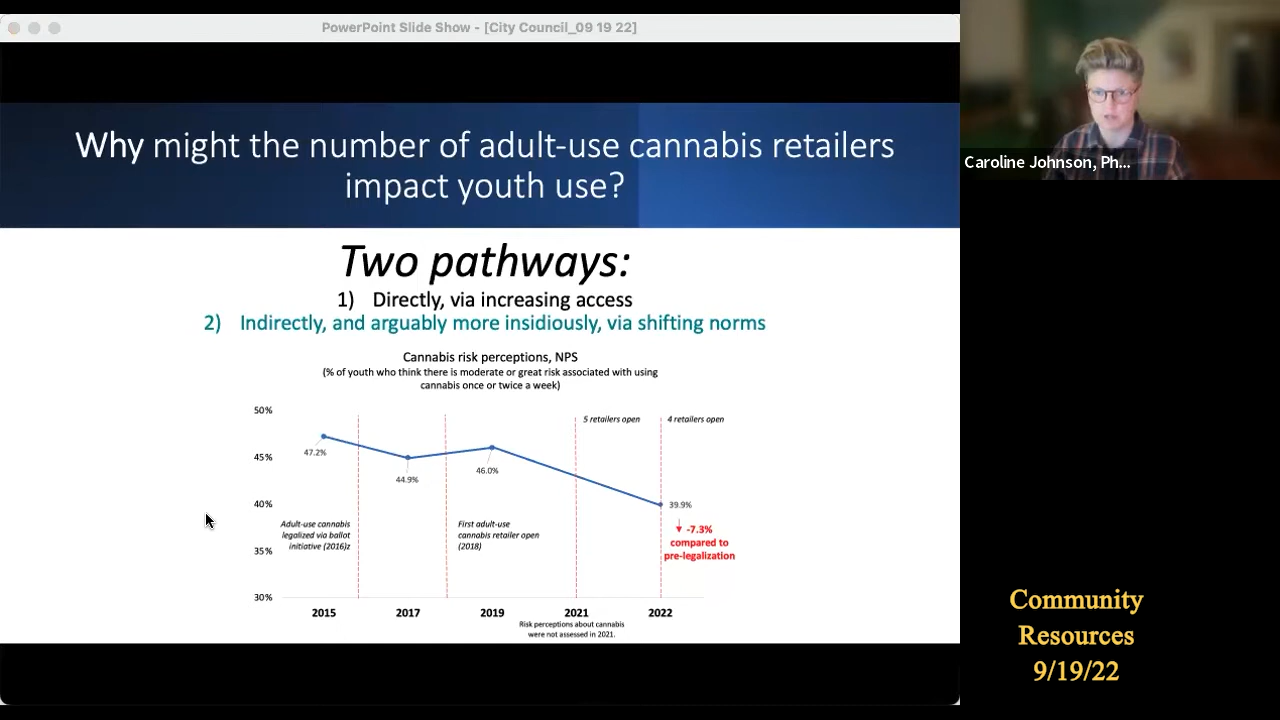 PowerPoint Slide Show - [City Council_09 19 22]
Why might the number of adult-use cannabis retailers
impact youth use?
Two pathways:
1) Directly, via increasing access
2) Indirectly, and arguably more insidiously, via shifting norms
Cannabis risk perceptions, NPS
(% of youth who think there is moderate or great risk associated with using
cannabis once or twice a week)
50%
45%
40%
35%
30%
47.2%
44.9%
46.0%
39.9%
5 retailers open
4 retailers open
Adult-use cannabis
legalized via ballot
initiative (2016)z
First adult-use
cannabis retailer open
(2018)
-7.3%
compared to
pre-legalization
2015
2017
2019
2021
2022
Risk perceptions about cannabis
were not assessed in 2021.
Caroline Johnson, Ph...
Community
Resources
9/19/22